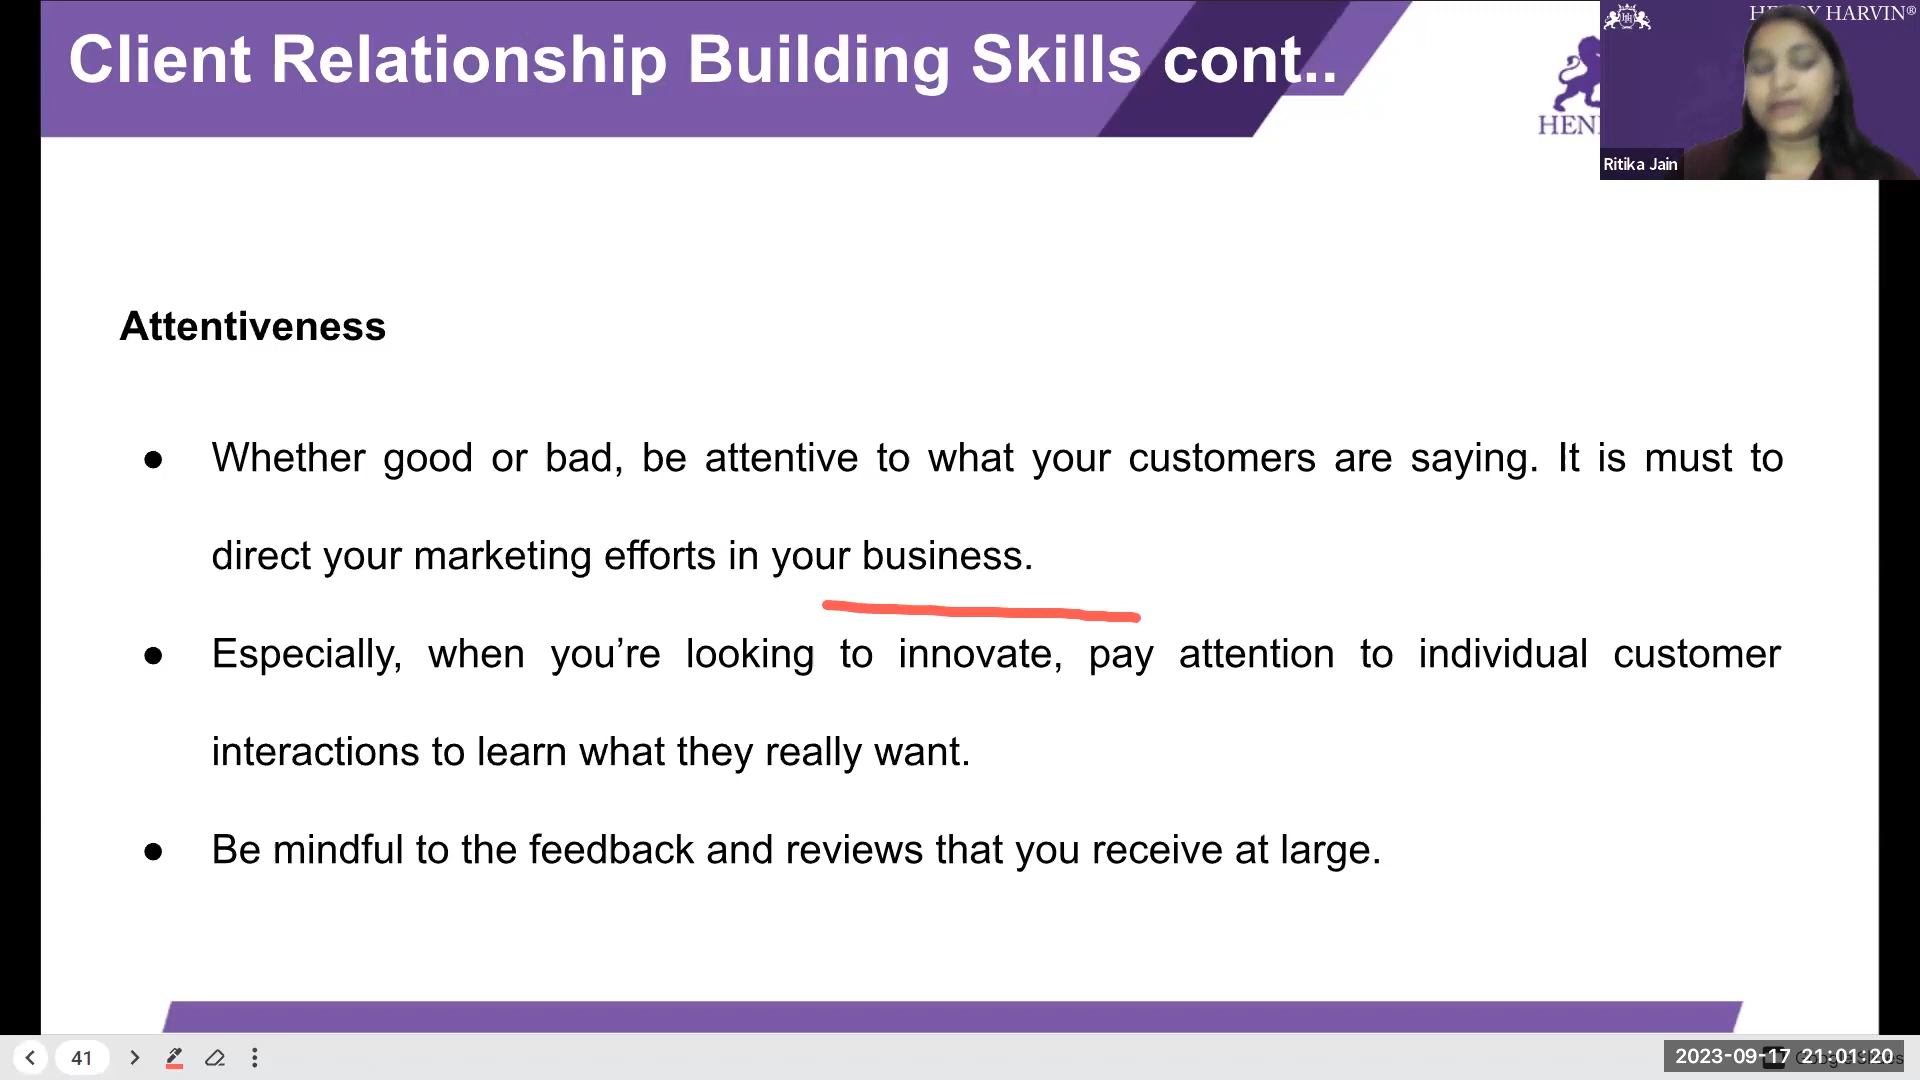 Client Relationship Building Skills cont..
HENRY HARVIN®
HEN
Ritika Jain
Attentiveness
● Whether good or bad, be attentive to what your customers are saying. It is must to
direct your marketing efforts in your business.
● Especially, when you’re looking to innovate, pay attention to individual customer
interactions to learn what they really want.
● Be mindful to the feedback and reviews that you receive at large.
41
2023-09-17 21:01:20